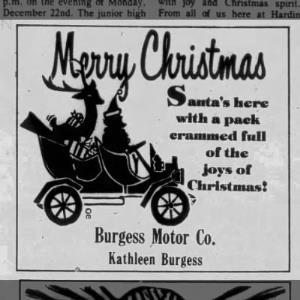 p.m. on the evening of Monday,
December 22nd. The junior high
with joy and Christmas spirit.
From all of us here at Hardin
Merry Christmas
Santa's here
with a pack
crammed full
of the
joys of
Christmas!
OE
Burgess Motor Co.
Kathleen Burgess